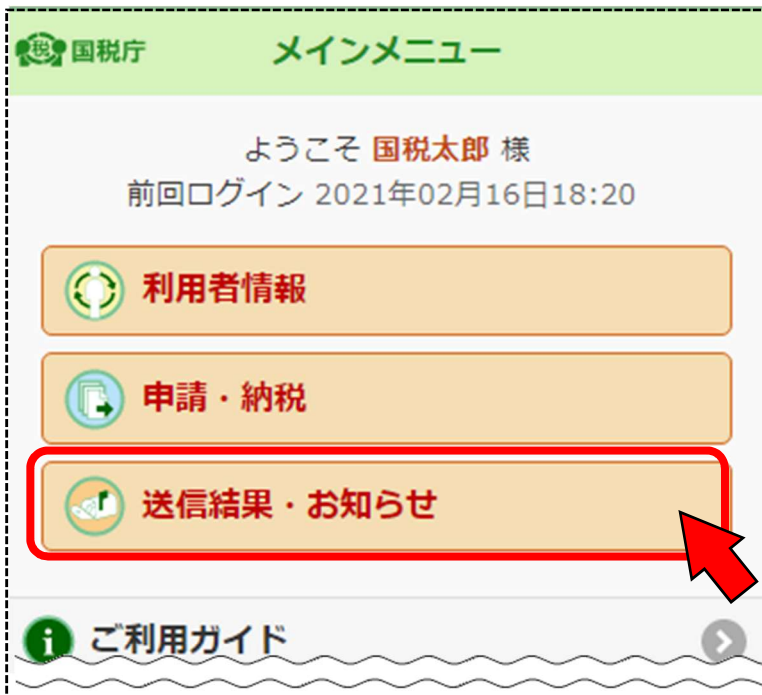 税 国税庁 メインメニュー
ようこそ 国税太郎 様
前回ログイン 2021年02月16日18:20
利用者情報
申請・納税
送信結果・お知らせ
i ご利用ガイド